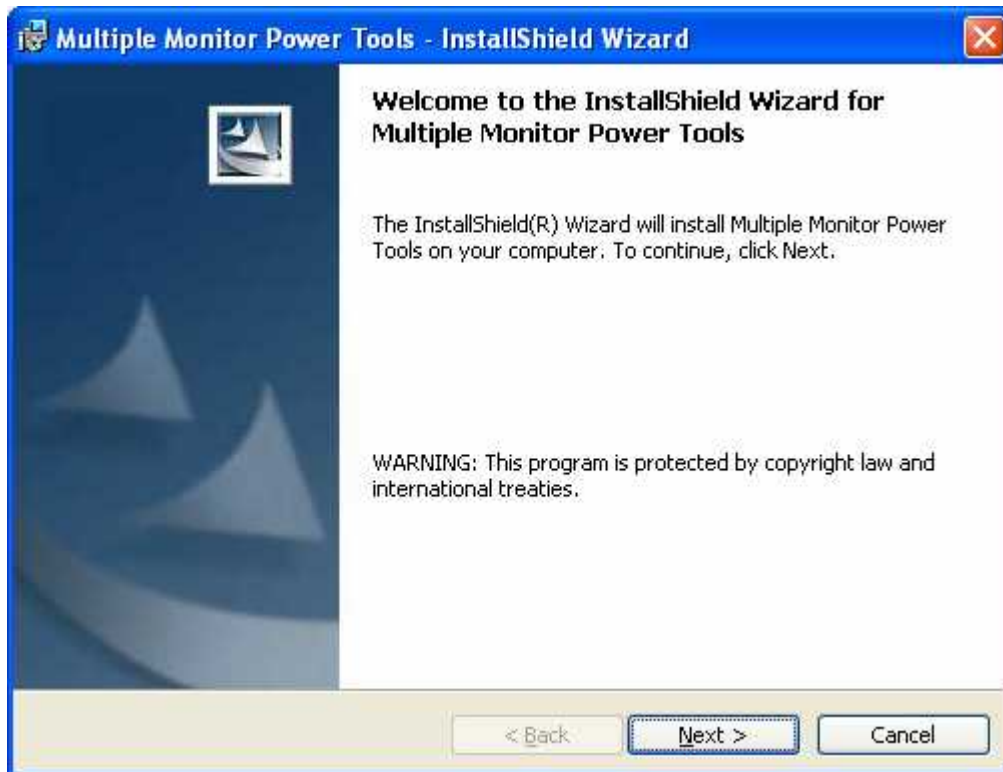 Multiple Monitor Power Tools - InstallShield Wizard
Welcome to the InstallShield Wizard for
Multiple Monitor Power Tools
The InstallShield(R) Wizard will install Multiple Monitor Power
Tools on your computer. To continue, click Next.
WARNING: This program is protected by copyright law and
international treaties.
< Back Next > Cancel